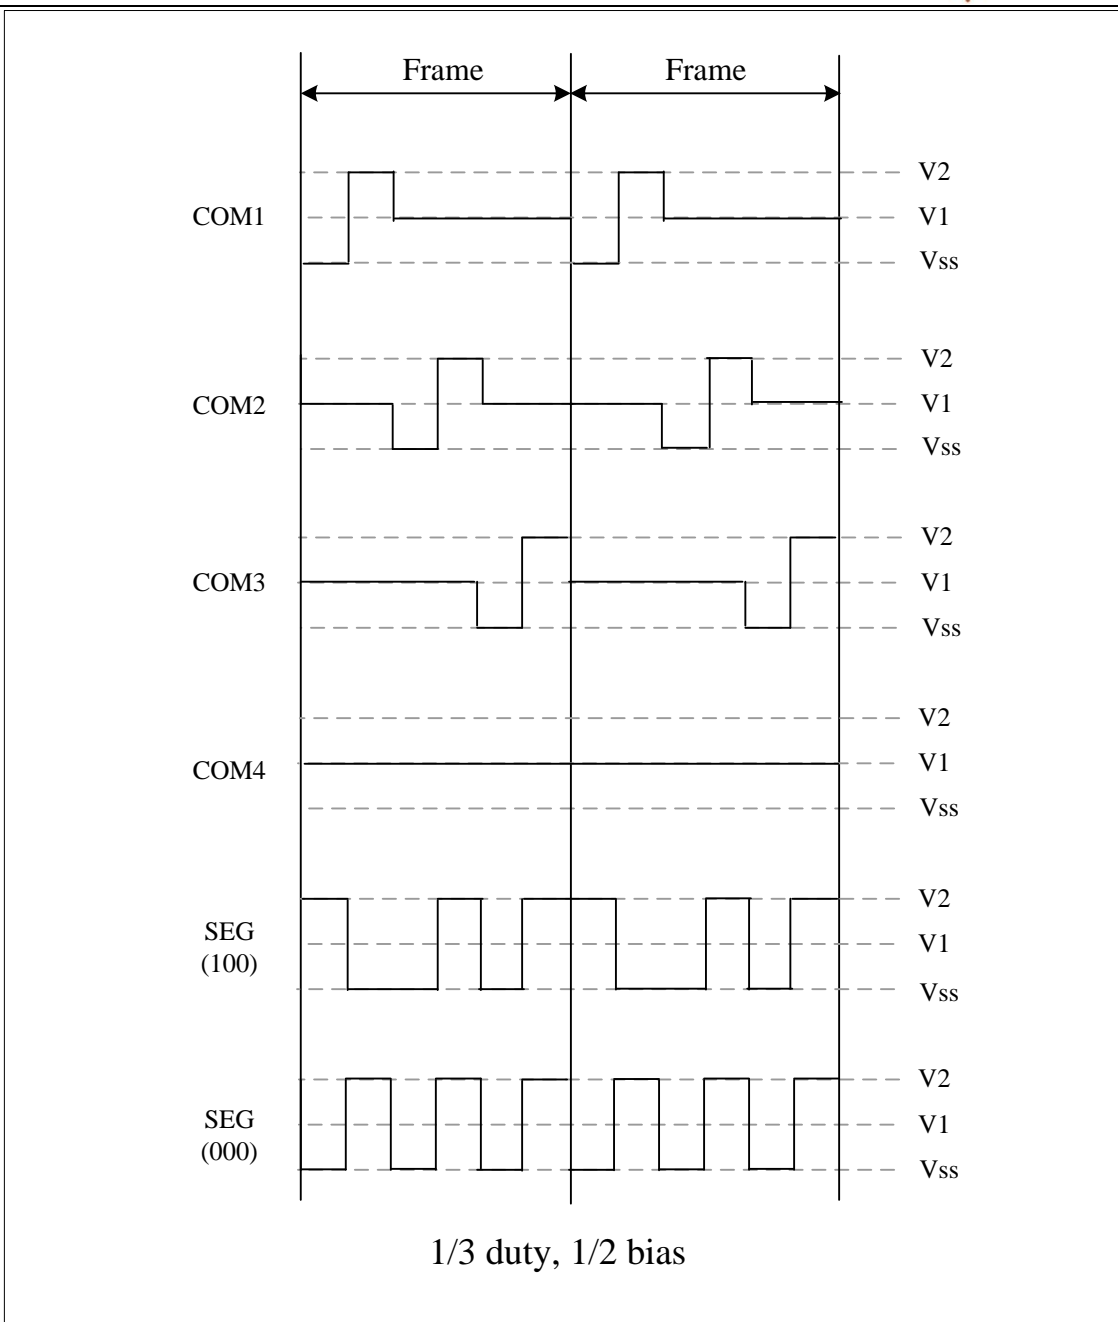 Frame Frame
V2
COM1 V1
Vss
V2
COM2 V1
Vss
V2
COM3 V1
Vss
V2
COM4 V1
Vss
V2
SEG
(100) V1
Vss
V2
SEG V1
(000) Vss
1/3 duty, 1/2 bias